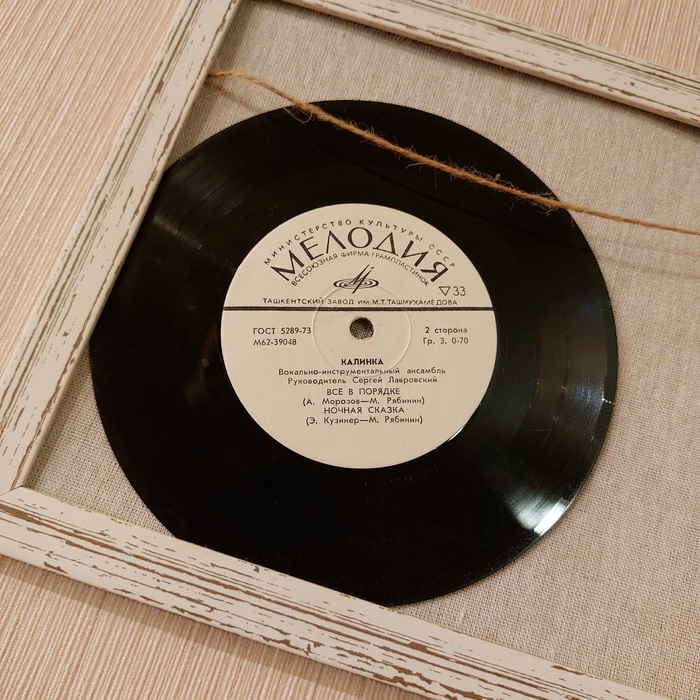 МИНИСТЕРСТВО КУЛЬТУРЫ СССР
МЕЛОДИЯ
ВСЕСОЮЗНАЯ ФИРМА ГРАМПЛАСТИНОК
33
ТАШКЕНТСКИЙ ЗАВОД ИМ. М.Т. ТАШМУХАМЕДОВА
ГОСТ 5289-73 2 сторона
М62-39048 Гр. 3. 0-70
КАЛИНКА
Вокально-инструментальный ансамбль
Руководитель Сергей Лавровский
ВСЁ В ПОРЯДКЕ
(А. Морозов—М. Рябинин)
НОЧНАЯ СКАЗКА
(Э. Кузинер—М. Рябинин)